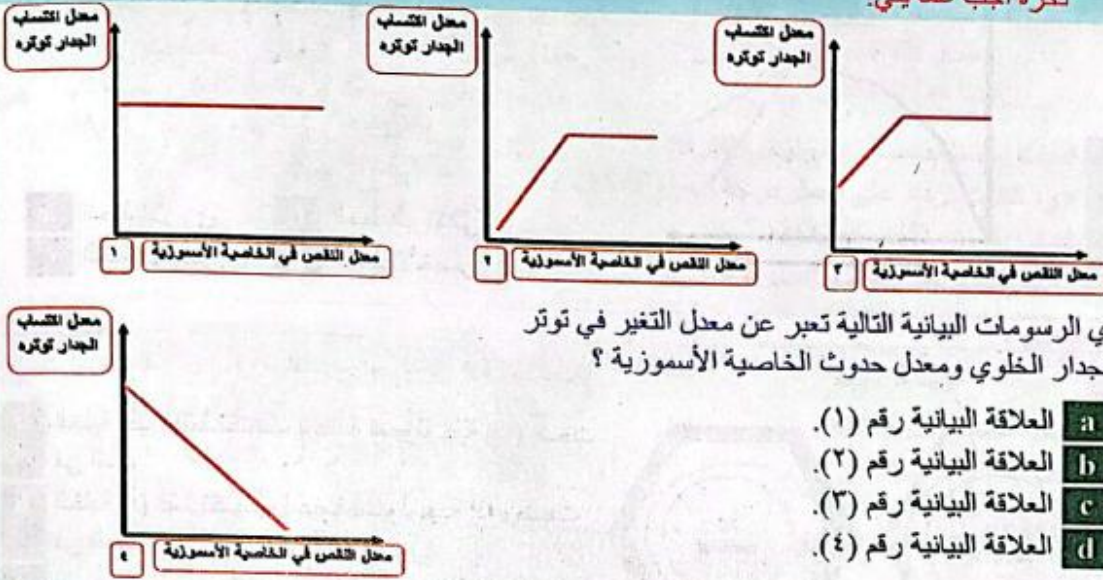 معدل اكتساب
الجدار توتره
معدل النقص في الخاصية الأسموزية
٣
معدل اكتساب
الجدار توتره
معدل النقص في الخاصية الأسموزية
٢
معدل اكتساب
الجدار توتره
معدل النقص في الخاصية الأسموزية
١
الرسومات البيانية التالية تعبر عن معدل التغير في توتر
الخلوي ومعدل حدوث الخاصية الأسموزية ؟
a العلاقة البيانية رقم (١).
b العلاقة البيانية رقم (٢).
c العلاقة البيانية رقم (٣).
d العلاقة البيانية رقم (٤).
معدل اكتساب
الجدار توتره
معدل النقص في الخاصية الأسموزية
٤